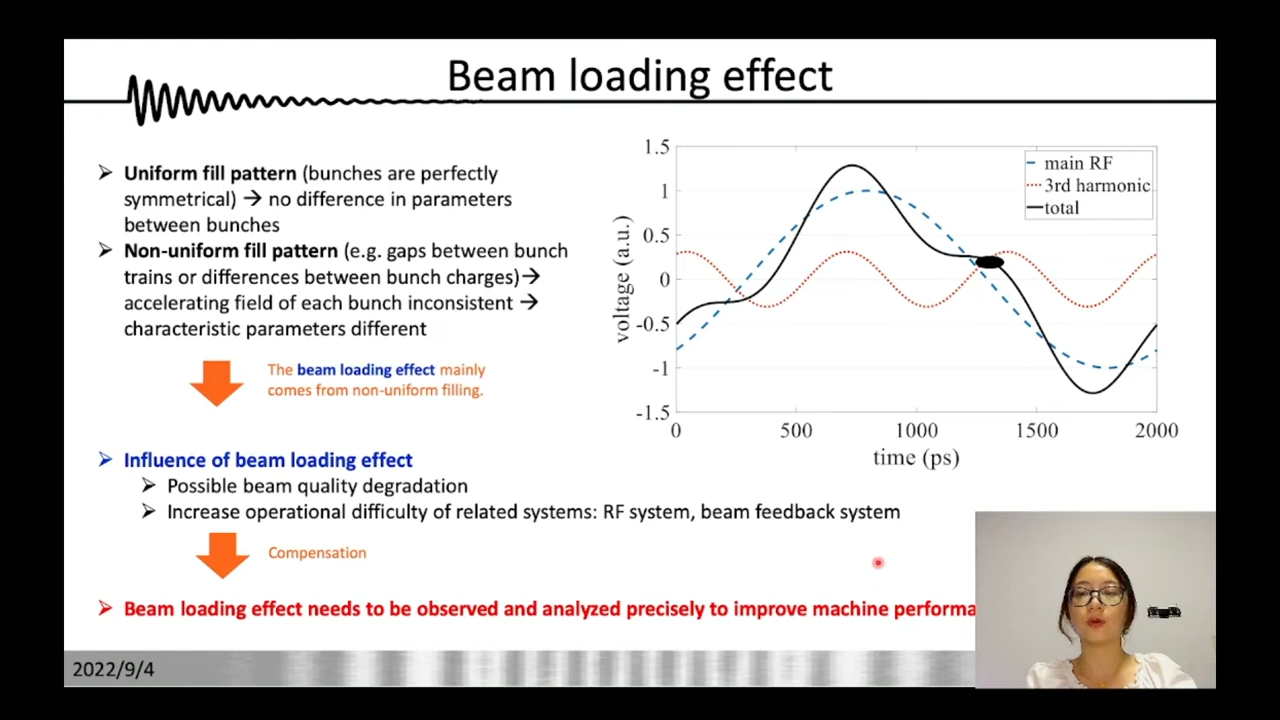 Beam loading effect
➢ Uniform fill pattern (bunches are perfectly
symmetrical) → no difference in parameters
between bunches
➢ Non-uniform fill pattern (e.g. gaps between bunch
trains or differences between bunch charges)→
accelerating field of each bunch inconsistent →
characteristic parameters different
The beam loading effect mainly
comes from non-uniform filling.
➢ Influence of beam loading effect
➢ Possible beam quality degradation
➢ Increase operational difficulty of related systems: RF system, beam feedback system
Compensation
➢ Beam loading effect needs to be observed and analyzed precisely to improve machine performa
1.5
1
0.5
0
-0.5
-1
-1.5
voltage (a.u.)
main RF
3rd harmonic
total
0 500 1000 1500 2000
time (ps)
2022/9/4